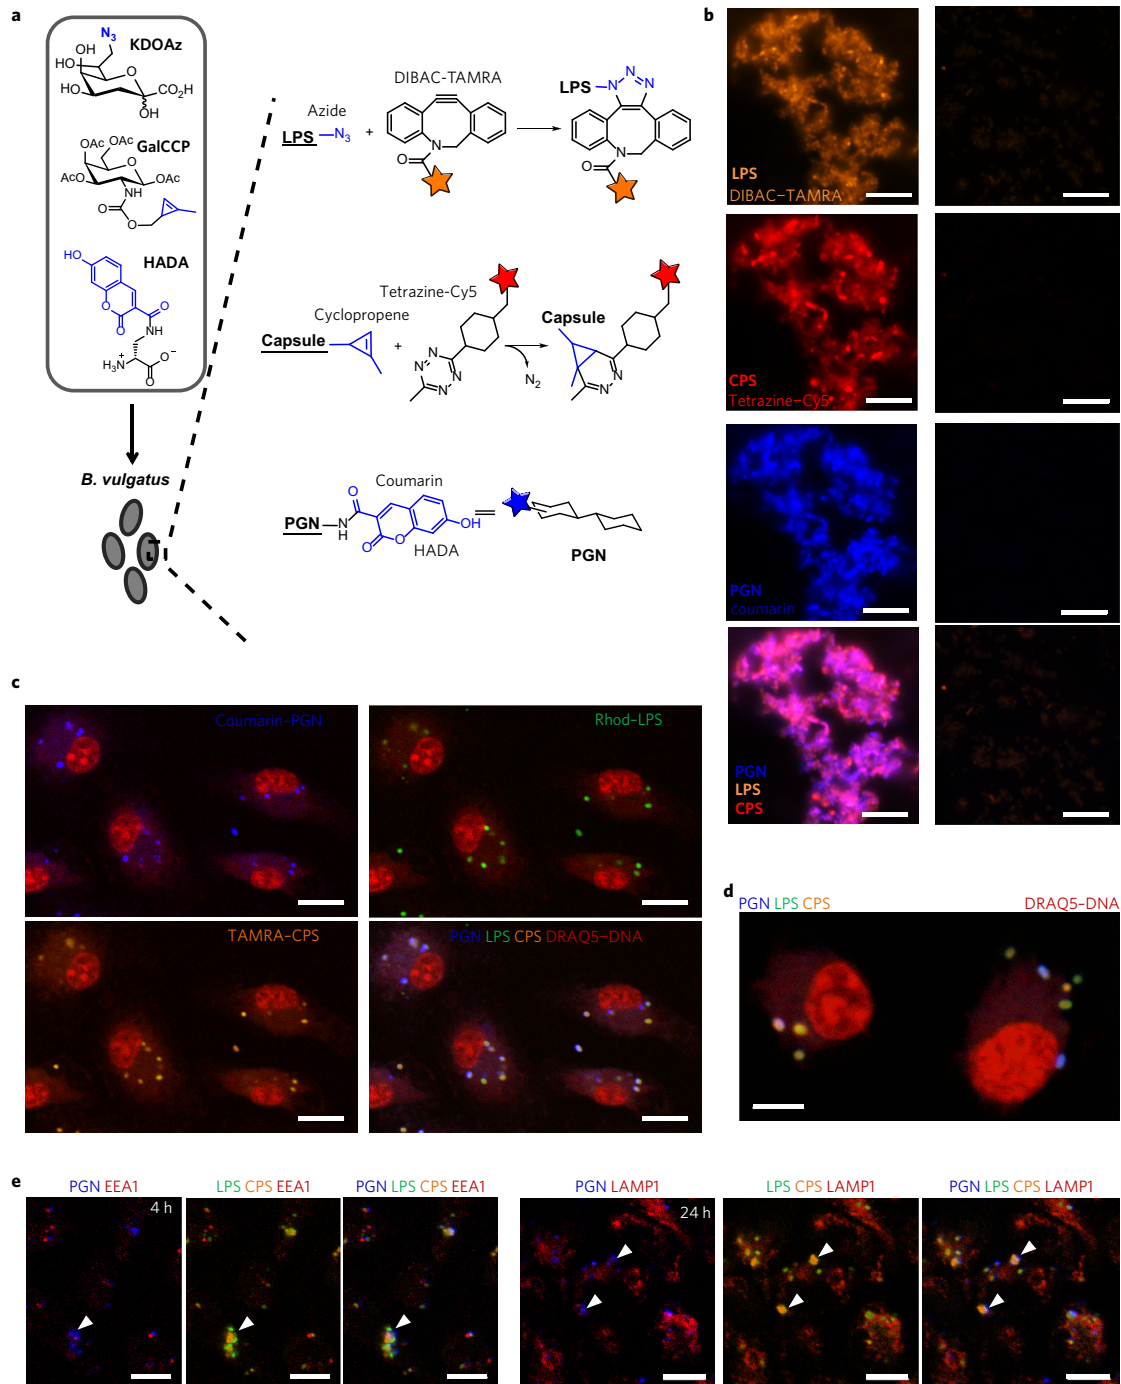 a
N3
OH
KDOAz
HO
O
HO
HO
CO2H
OH
OAc
OAc
GalCCP
O
AcO
OAc
NH
O
O
HO
HADA
O
O
O
NH
H3N
+
O−
O
B. vulgatus
Azide
LPS
N3
+
DIBAC-TAMRA
N
O
LPS
N
N
N
N
O
Tetrazine-Cy5
Cyclopropene
Capsule
+
N
N
N
N
N2
Capsule
N
N
Coumarin
PGN
N
H
O
O
O
OH
HADA
=
PGN
b
LPS
DIBAC−TAMRA
CPS
Tetrazine−Cy5
PGN
coumarin
PGN
LPS
CPS
c
Coumarin-PGN
Rhod-LPS
TAMRA-CPS
PGN LPS CPS DRAQ5−DNA
d
PGN LPS CPS
DRAQ5-DNA
e
PGN EEA1
4 h
LPS CPS EEA1
PGN LPS CPS EEA1
PGN LAMP1
24 h
LPS CPS LAMP1
PGN LPS CPS LAMP1